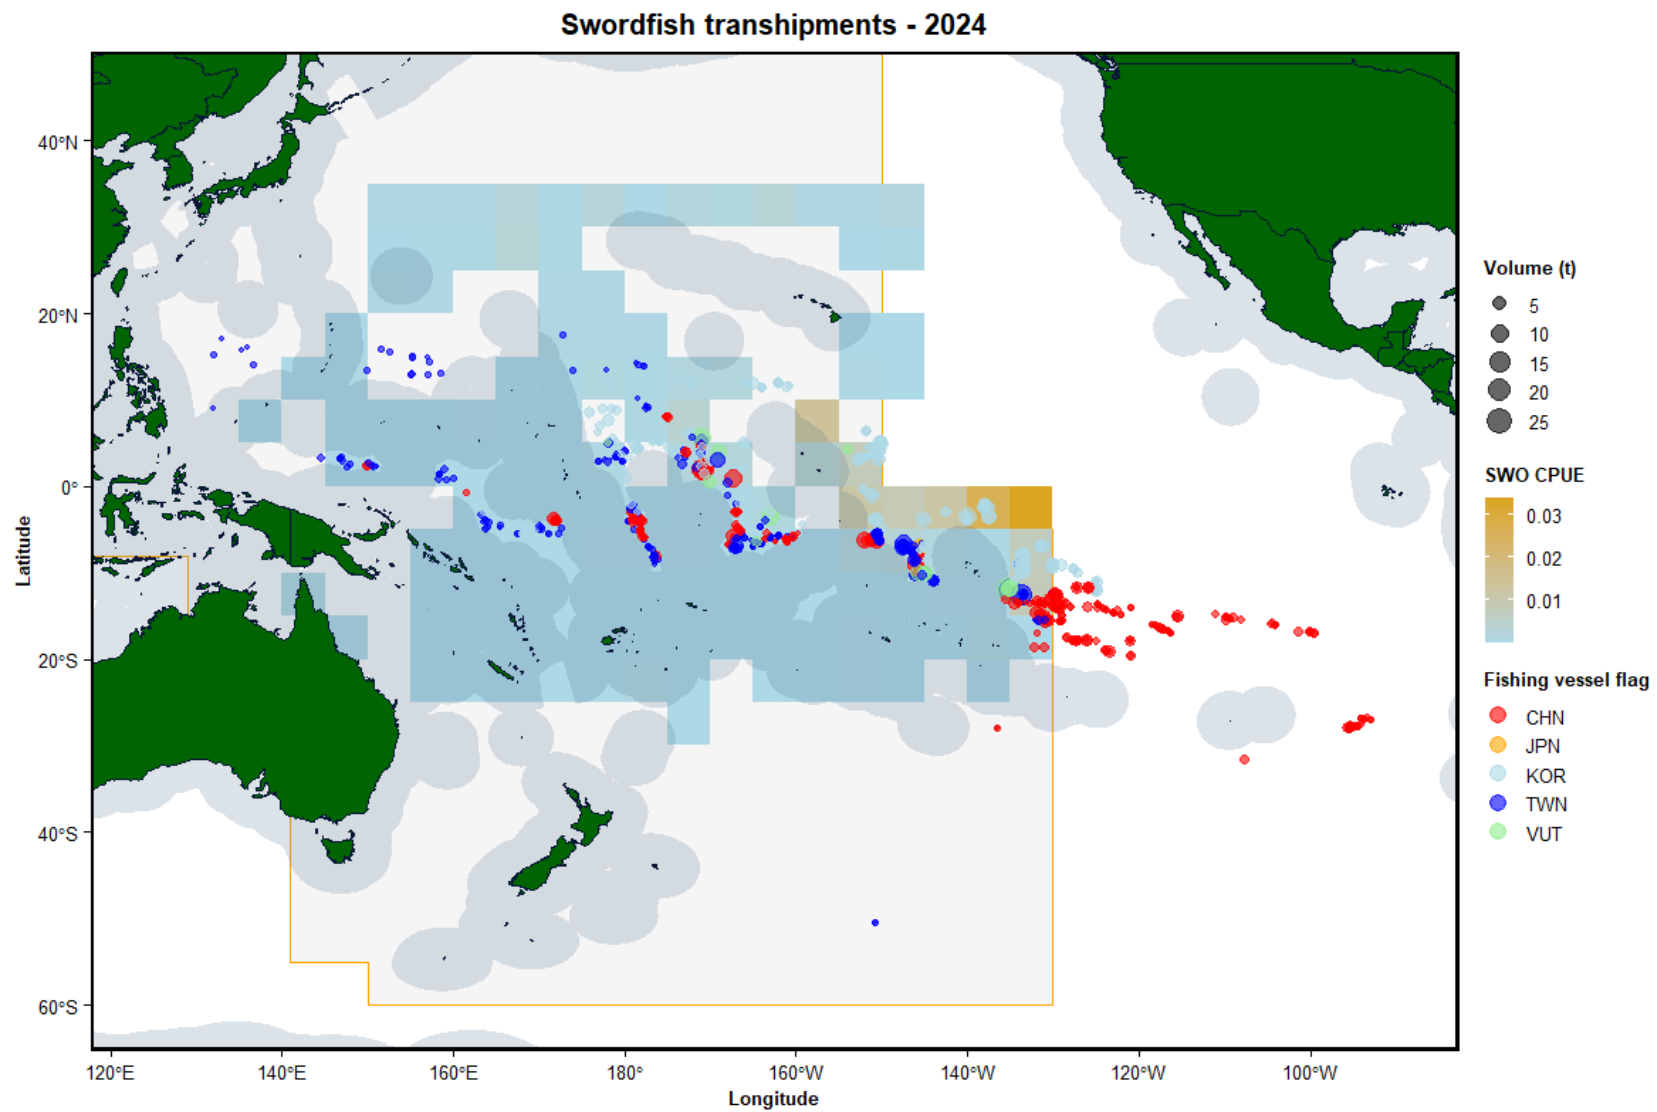 Swordfish transhipments - 2024
40°N
20°N
0°
20°S
40°S
60°S
Latitude
120°E
140°E
160°E
180°
160°W
140°W
120°W
100°W
Longitude
Volume (t)
5
10
15
20
25
SWO CPUE
0.03
0.02
0.01
Fishing vessel flag
CHN
JPN
KOR
TWN
VUT